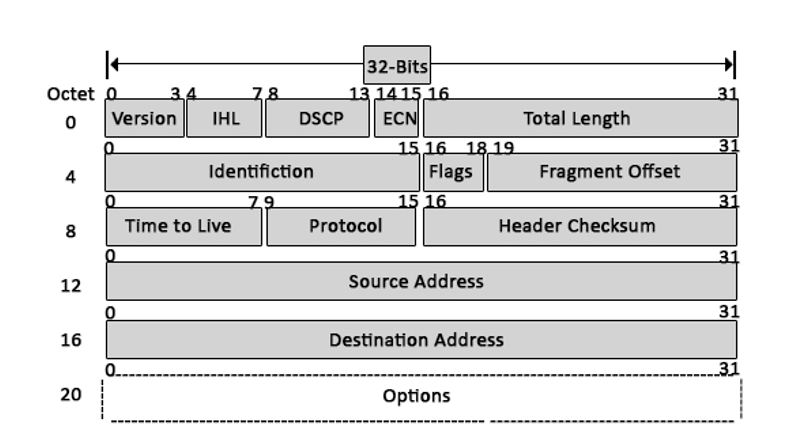 32-Bits
Octet 0 3 4 7 8 13 14 15 16 31
0 Version IHL DSCP ECN Total Length
0 15 16 18 19 31
4 Identifiction Flags Fragment Offset
0 7 9 15 16 31
8 Time to Live Protocol Header Checksum
0 31
12 Source Address
0 31
16 Destination Address
0 31
20 Options